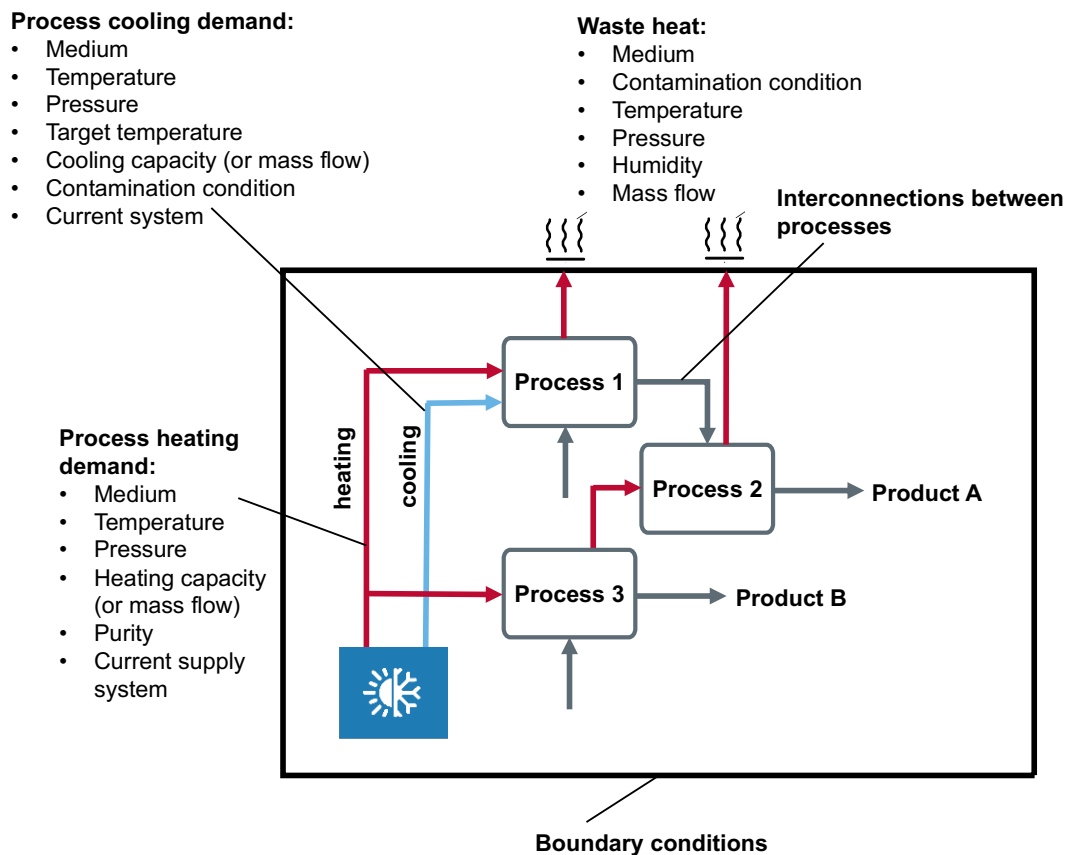 Process cooling demand:
• Medium
• Temperature
• Pressure
• Target temperature
• Cooling capacity (or mass flow)
• Contamination condition
• Current system
Waste heat:
• Medium
• Contamination condition
• Temperature
• Pressure
• Humidity
• Mass flow
Interconnections between
processes
Process 1
heating
cooling
Process heating
demand:
• Medium
• Temperature
• Pressure
• Heating capacity
(or mass flow)
• Purity
• Current supply
system
Process 2
Product A
Process 3
Product B
Boundary conditions